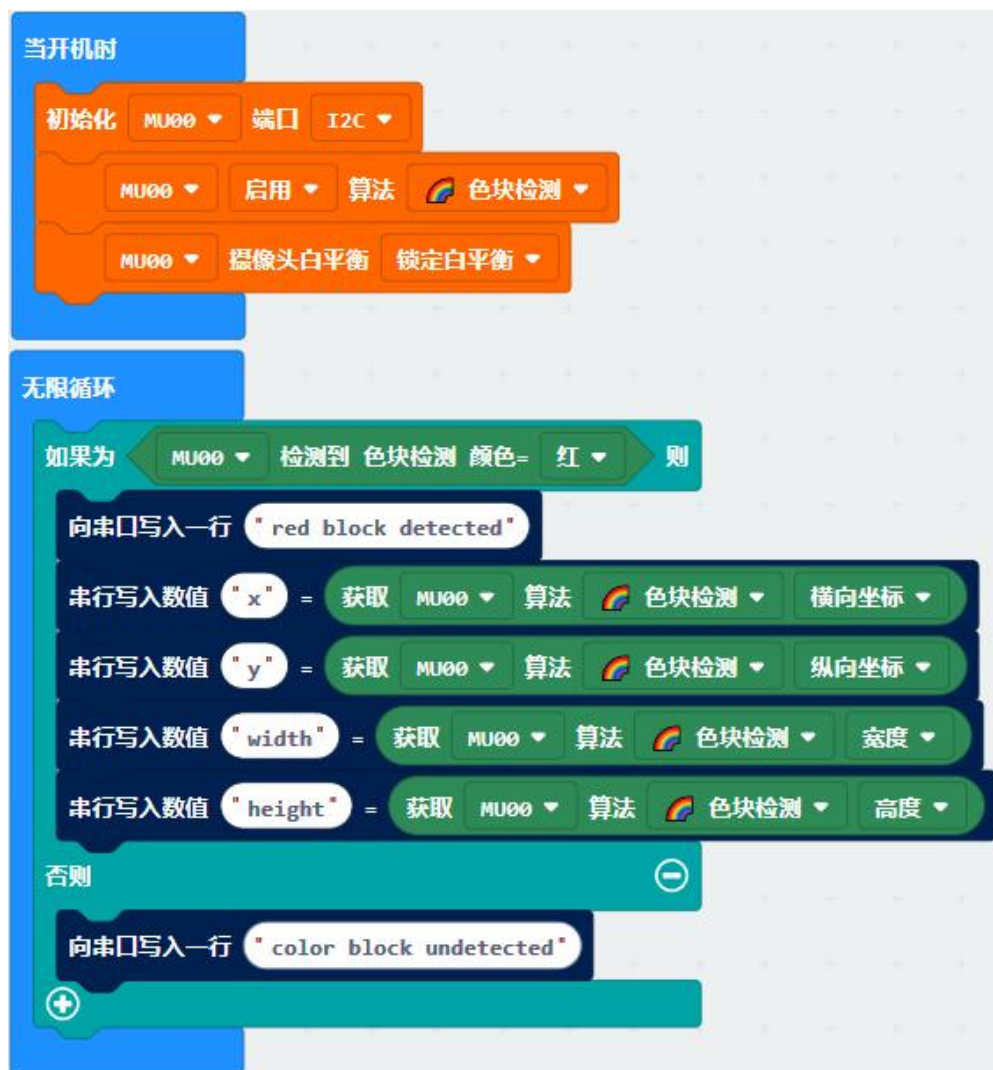 当开机时
初始化 MU00 端口 I2C
MU00 启用 算法 色块检测
MU00 摄像头白平衡 锁定白平衡
无限循环
如果为 MU00 检测到 色块检测 颜色= 红 则
向串口写入一行 "red block detected"
串行写入数值 "x" = 获取 MU00 算法 色块检测 横向坐标
串行写入数值 "y" = 获取 MU00 算法 色块检测 纵向坐标
串行写入数值 "width" = 获取 MU00 算法 色块检测 宽度
串行写入数值 "height" = 获取 MU00 算法 色块检测 高度
否则
向串口写入一行 "color block undetected"